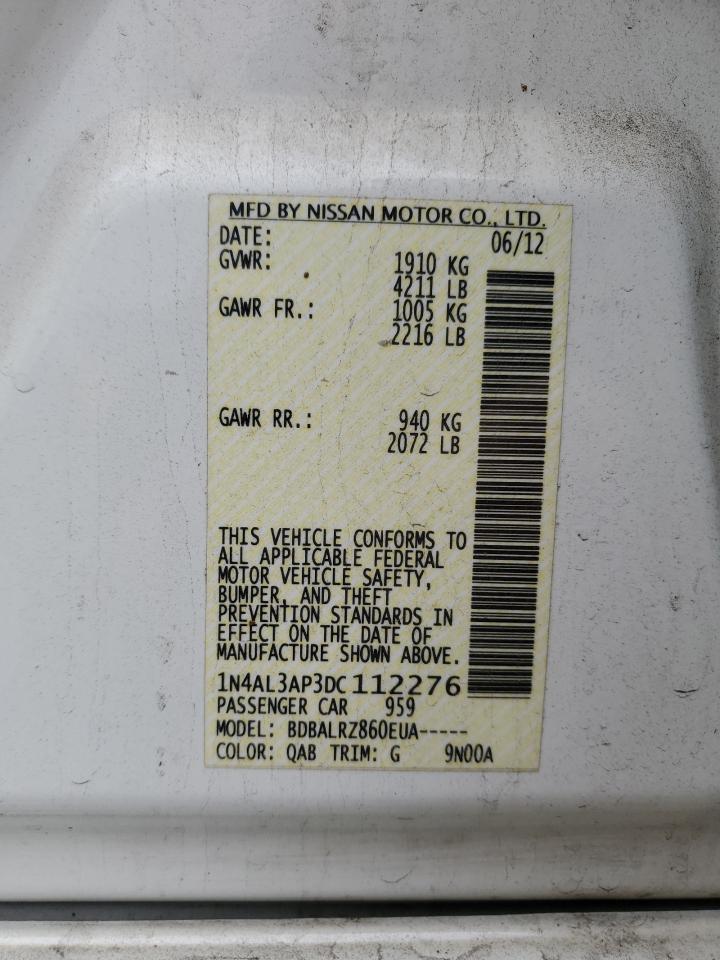 MFD BY NISSAN MOTOR CO., LTD.
DATE: 06/12
GVWR: 1910 KG
4211 LB
GAWR FR.: 1005 KG
2216 LB
GAWR RR.: 940 KG
2072 LB
THIS VEHICLE CONFORMS TO
ALL APPLICABLE FEDERAL
MOTOR VEHICLE SAFETY,
BUMPER, AND THEFT
PREVENTION STANDARDS IN
EFFECT ON THE DATE OF
MANUFACTURE SHOWN ABOVE.
1N4AL3AP3DC112276
PASSENGER CAR 959
MODEL: BDBALRZ860EUA-----
COLOR: QAB TRIM: G 9N00A